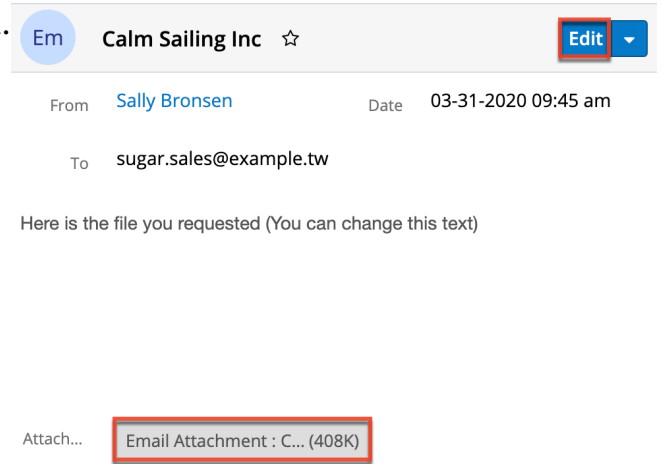 Em Calm Sailing Inc Edit
From Sally Bronsen Date 03-31-2020 09:45 am
To sugar.sales@example.tw
Here is the file you requested (You can change this text)
Attach... Email Attachment : C... (408K)